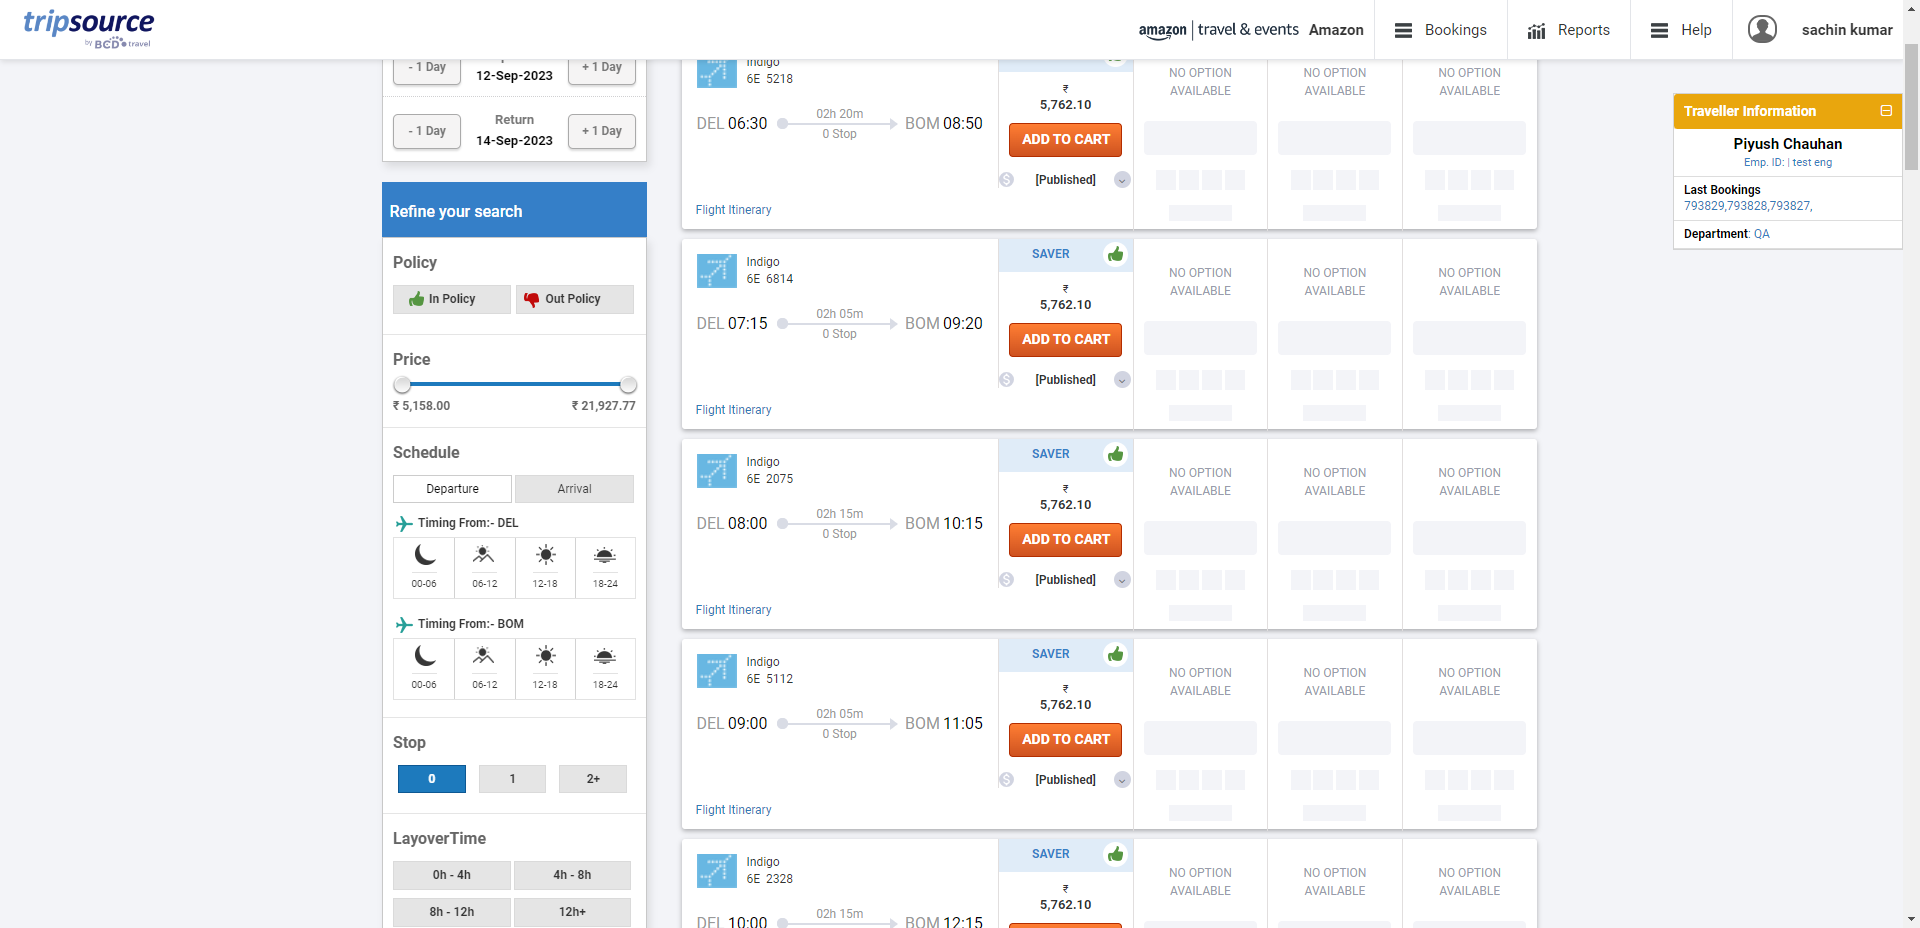 tripsource
by BCD travel
amazon travel & events Amazon
Bookings
Reports
Help
sachin kumar
- 1 Day
12-Sep-2023
+ 1 Day
Return
- 1 Day
14-Sep-2023
+ 1 Day
Refine your search
Policy
In Policy
Out Policy
Price
₹ 5,158.00
₹ 21,927.77
Schedule
Departure
Arrival
Timing From:- DEL
00-06
06-12
12-18
18-24
Timing From:- BOM
00-06
06-12
12-18
18-24
Stop
0
1
2+
LayoverTime
0h - 4h
4h - 8h
8h - 12h
12h+
Indigo
6E 5218
DEL 06:30
02h 20m
0 Stop
BOM 08:50
Flight Itinerary
₹
5,762.10
ADD TO CART
[Published]
NO OPTION
AVAILABLE
NO OPTION
AVAILABLE
NO OPTION
AVAILABLE
Indigo
6E 6814
DEL 07:15
02h 05m
0 Stop
BOM 09:20
Flight Itinerary
SAVER
₹
5,762.10
ADD TO CART
[Published]
NO OPTION
AVAILABLE
NO OPTION
AVAILABLE
NO OPTION
AVAILABLE
Indigo
6E 2075
DEL 08:00
02h 15m
0 Stop
BOM 10:15
Flight Itinerary
SAVER
₹
5,762.10
ADD TO CART
[Published]
NO OPTION
AVAILABLE
NO OPTION
AVAILABLE
NO OPTION
AVAILABLE
Indigo
6E 5112
DEL 09:00
02h 05m
0 Stop
BOM 11:05
Flight Itinerary
SAVER
₹
5,762.10
ADD TO CART
[Published]
NO OPTION
AVAILABLE
NO OPTION
AVAILABLE
NO OPTION
AVAILABLE
Indigo
6E 2328
DEL 10:00
02h 15m
BOM 12:15
SAVER
₹
5,762.10
NO OPTION
AVAILABLE
NO OPTION
AVAILABLE
NO OPTION
AVAILABLE
Traveller Information
Piyush Chauhan
Emp. ID: | test eng
Last Bookings
793829,793828,793827,
Department: QA